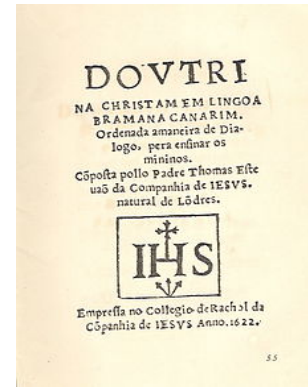 DOVTRI
NA CHRISTAM EM LINGOA
BRAMANA CANARIM.
Ordenada a maneira de Dia-
logo, pera enſinar os
mininos.
Cõpoſta pollo Padre Thomas Eſte
uaõ da Companhia de IESVS.
natural de Lõdres.
IHS
Empreſſa no Collegio de Rachol da
Cõpanhia de IESVS Anno. 1622.
55